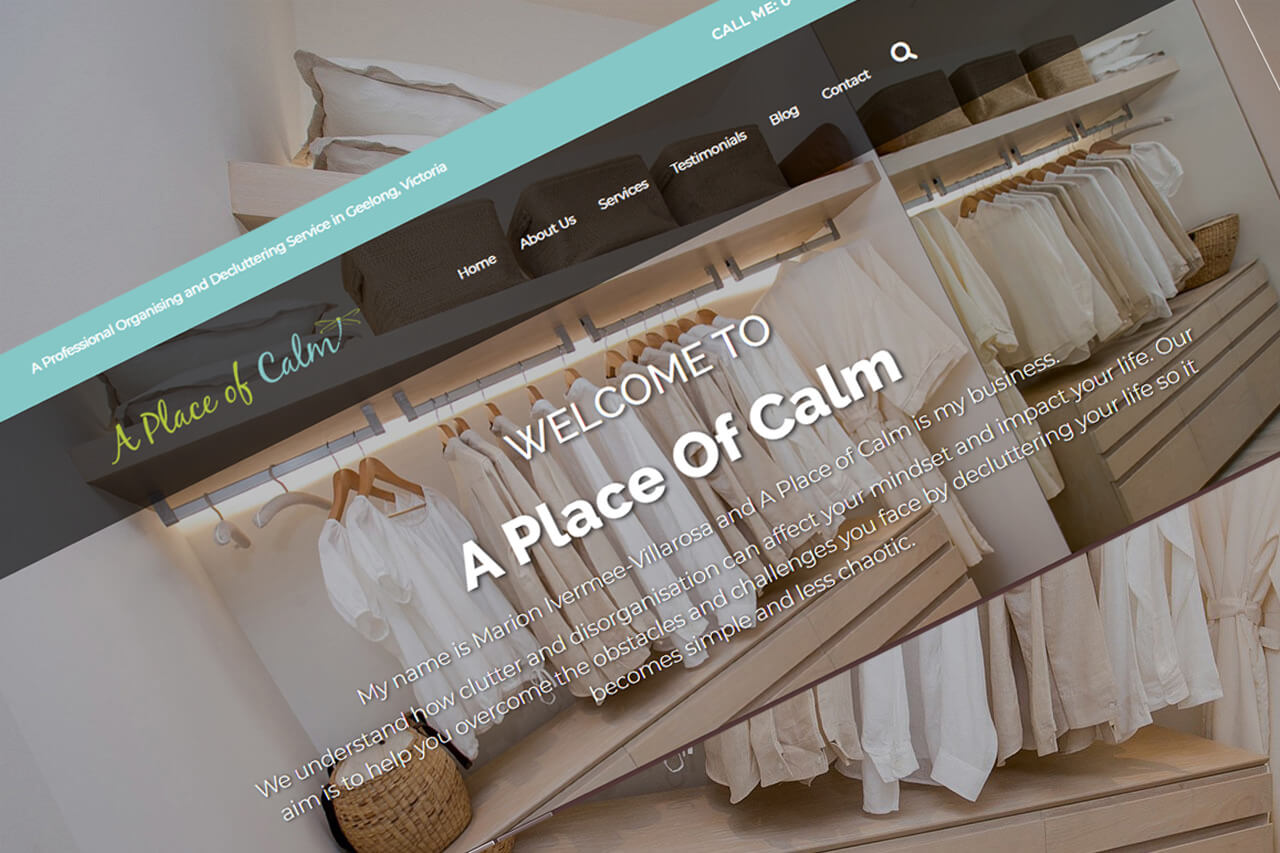 CALL ME: 0
A Professional Organising and Decluttering Service in Geelong, Victoria
A Place of Calm
Home About Us Services Testimonials Blog Contact
WELCOME TO
A Place Of Calm
My name is Marion Ivermee-Villarosa and A Place of Calm is my business.
We understand how clutter and disorganisation can affect your mindset and impact your life. Our
aim is to help you overcome the obstacles and challenges you face by decluttering your life so it
becomes simple and less chaotic.